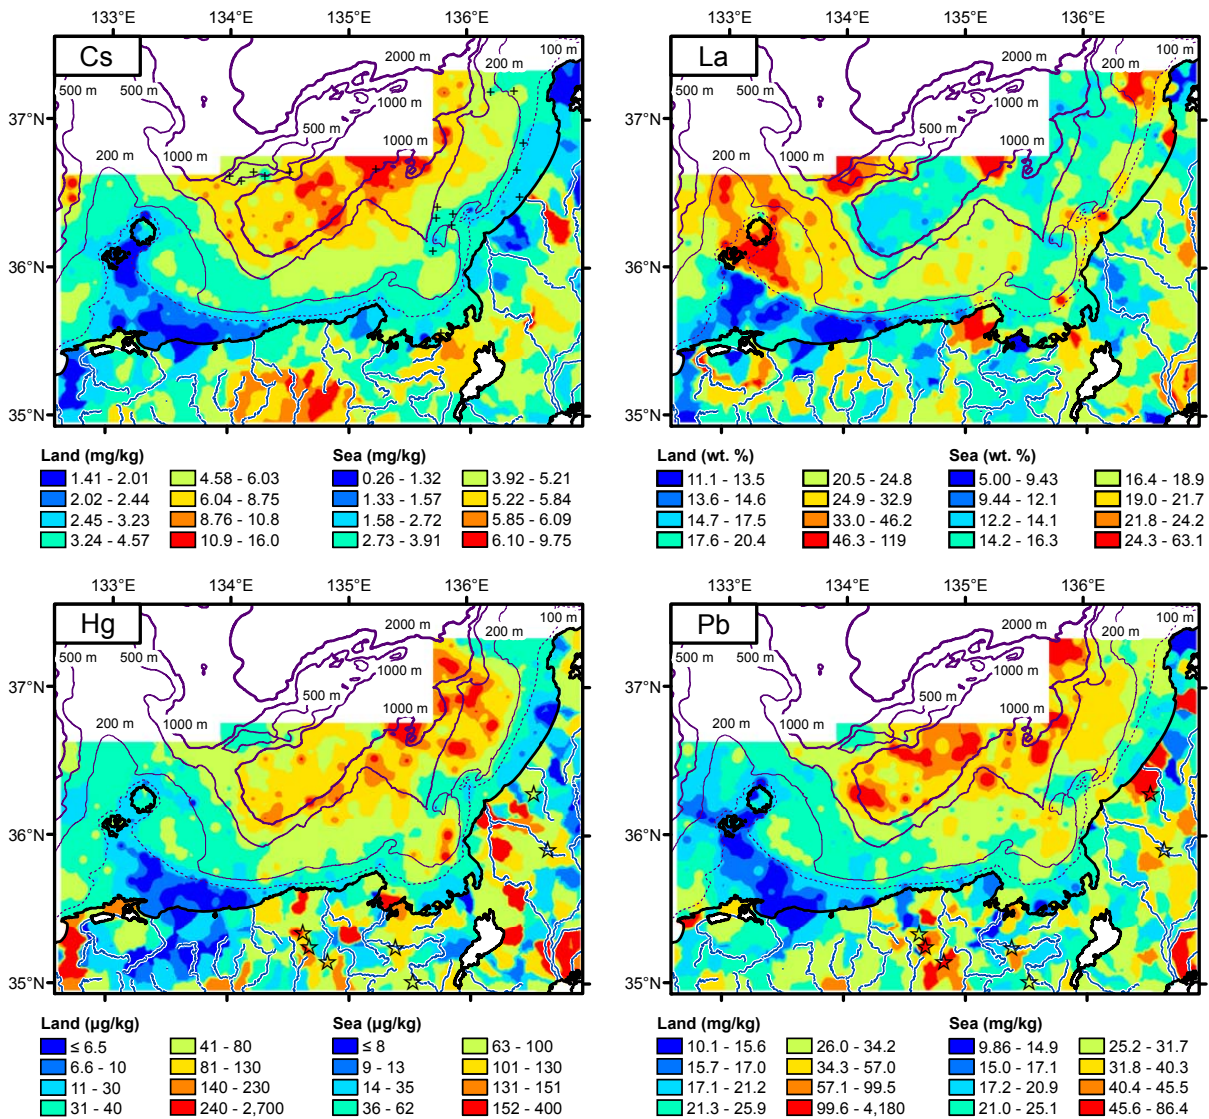 133°E 134°E 135°E 136°E 133°E 134°E 135°E 136°E
Cs La
100 m 100 m
2000 m 200 m 2000 m 200 m
500 m 500 m 1000 m 500 m 500 m 1000 m
37°N 37°N
500 m 500 m
1000 m 1000 m
200 m 1000 m 200 m 1000 m
36°N 36°N
35°N 35°N
Land (mg/kg) Sea (mg/kg) Land (wt. %) Sea (wt. %)
1.41 - 2.01 4.58 - 6.03 0.26 - 1.32 3.92 - 5.21 11.1 - 13.5 20.5 - 24.8 5.00 - 9.43 16.4 - 18.9
2.02 - 2.44 6.04 - 8.75 1.33 - 1.57 5.22 - 5.84 13.6 - 14.6 24.9 - 32.9 9.44 - 12.1 19.0 - 21.7
2.45 - 3.23 8.76 - 10.8 1.58 - 2.72 5.85 - 6.09 14.7 - 17.5 33.0 - 46.2 12.2 - 14.1 21.8 - 24.2
3.24 - 4.57 10.9 - 16.0 2.73 - 3.91 6.10 - 9.75 17.6 - 20.4 46.3 - 119 14.2 - 16.3 24.3 - 63.1
133°E 134°E 135°E 136°E 133°E 134°E 135°E 136°E
Hg Pb
100 m 100 m
2000 m 200 m 2000 m 200 m
500 m 500 m 1000 m 500 m 500 m 1000 m
37°N 37°N
500 m 500 m
1000 m 1000 m
200 m 1000 m 200 m 1000 m
36°N 36°N
35°N 35°N
Land (µg/kg) Sea (µg/kg) Land (mg/kg) Sea (mg/kg)
≤ 6.5 41 - 80 ≤ 8 63 - 100 10.1 - 15.6 26.0 - 34.2 9.86 - 14.9 25.2 - 31.7
6.6 - 10 81 - 130 9 - 13 101 - 130 15.7 - 17.0 34.3 - 57.0 15.0 - 17.1 31.8 - 40.3
11 - 30 140 - 230 14 - 35 131 - 151 17.1 - 21.2 57.1 - 99.5 17.2 - 20.9 40.4 - 45.5
31 - 40 240 - 2,700 36 - 62 152 - 400 21.3 - 25.9 99.6 - 4,180 21.0 - 25.1 45.6 - 86.4